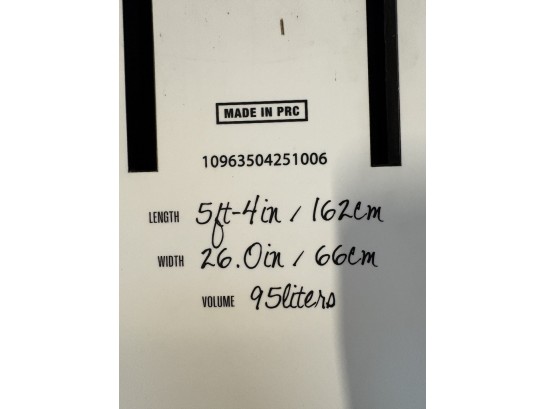 MADE IN PRC
10963504251006
LENGTH 5ft-4in / 162cm
WIDTH 26.0in / 66cm
VOLUME 95liters